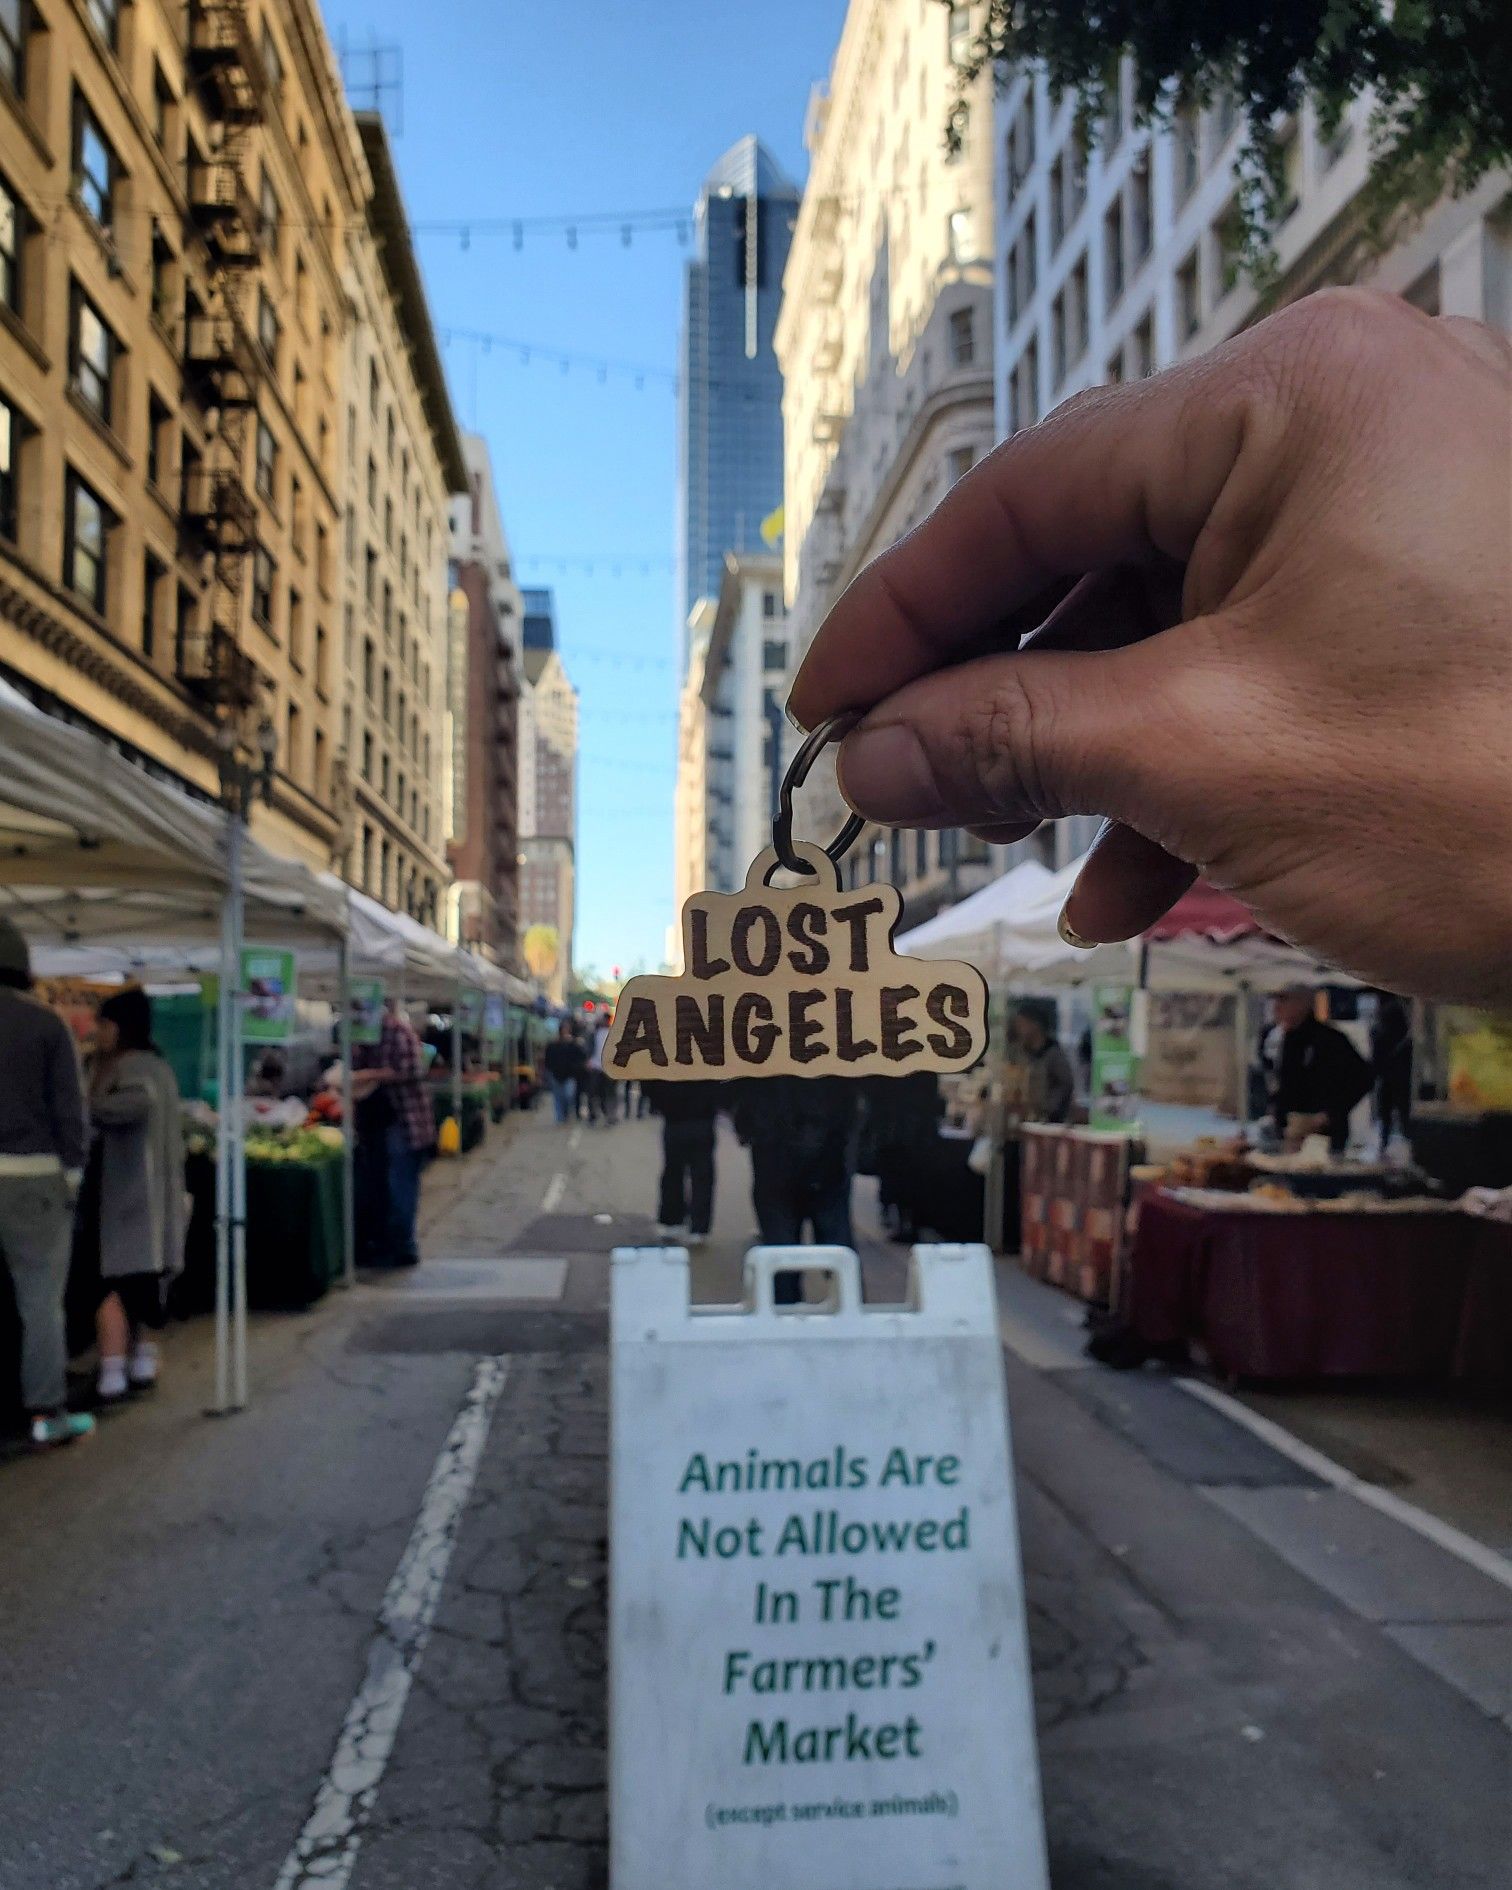 LOST
ANGELES
Animals Are
Not Allowed
In The
Farmers’
Market
(except service animals)